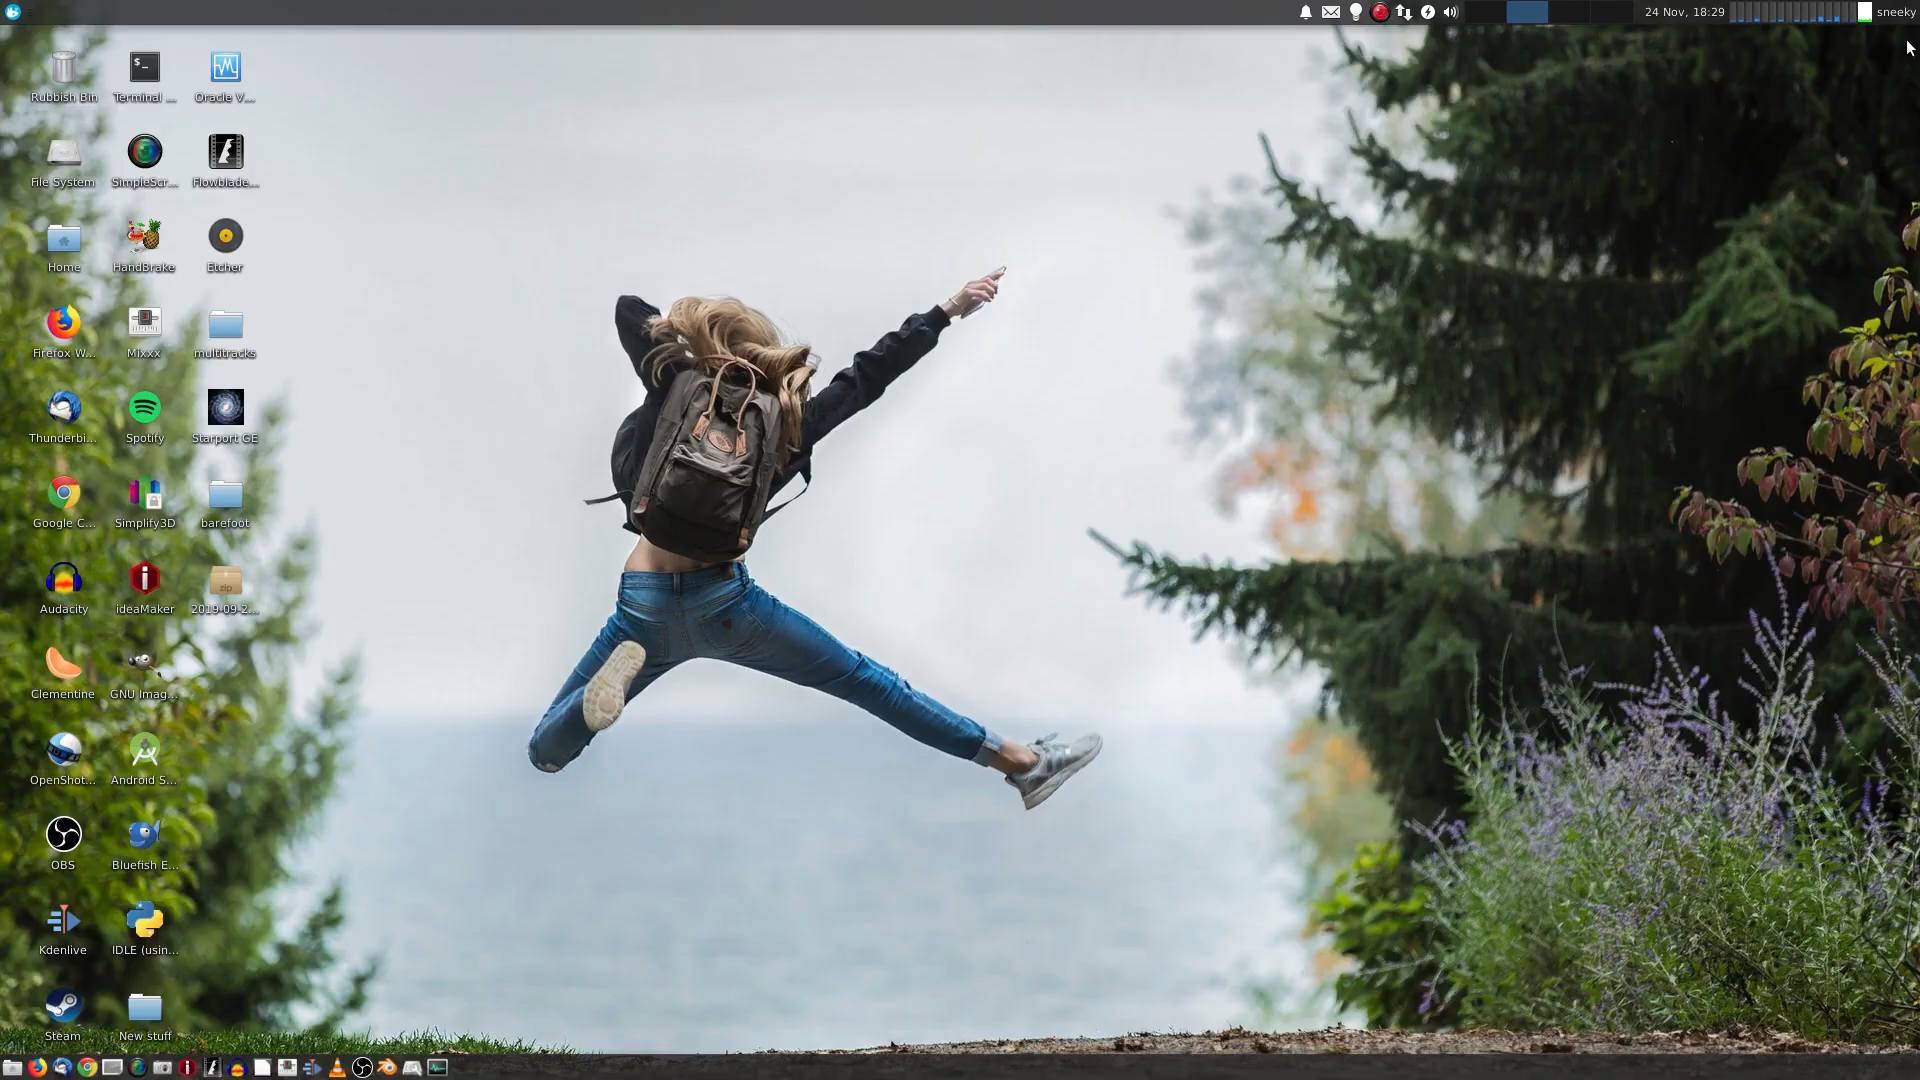 24 Nov, 18:29
sneeky
Rubbish Bin
Terminal ...
Oracle V...
File System
SimpleScr...
Flowblade...
Home
HandBrake
Etcher
Firefox W...
Mixxx
multitracks
Thunderbi...
Spotify
Starport GE
Google C...
Simplify3D
barefoot
Audacity
ideaMaker
zip
2019-09-2...
Clementine
GNU Imag...
OpenShot...
Android S...
OBS
Bluefish E...
Kdenlive
IDLE (usin...
Steam
New stuff